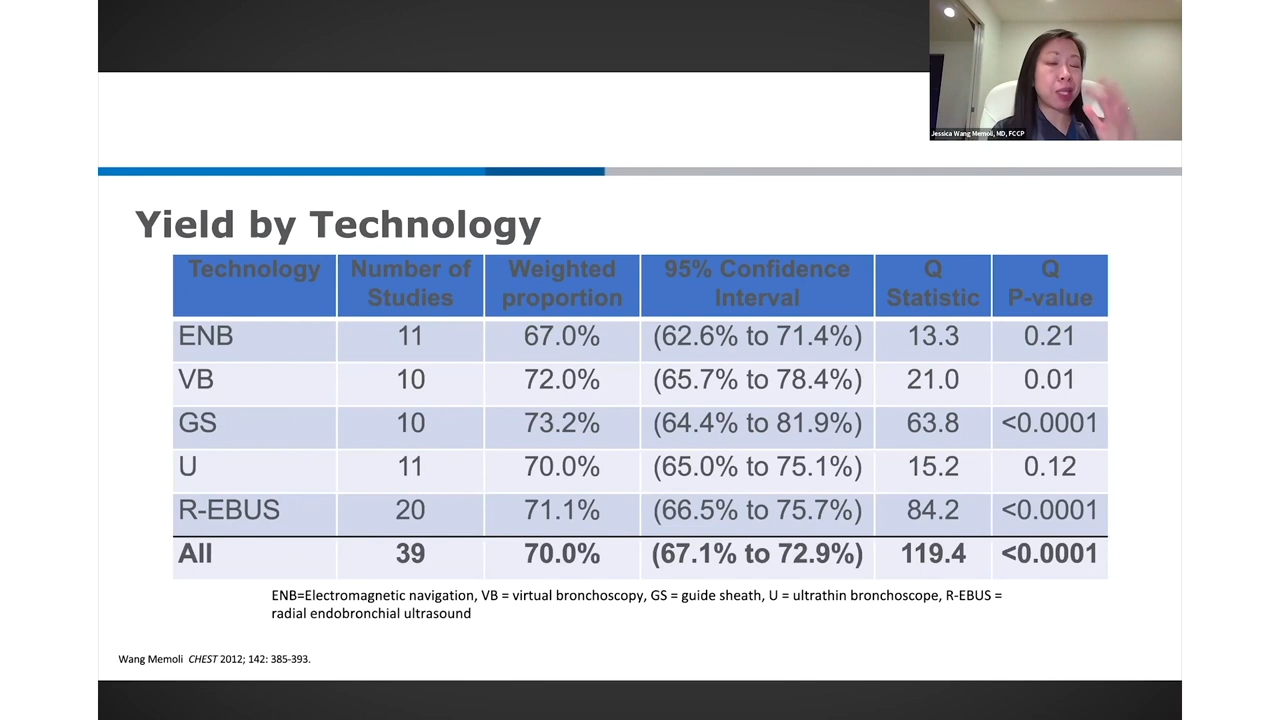 Jessica Wang Memoli, MD, FCCP
Yield by Technology
Technology Number of Studies Weighted proportion 95% Confidence Interval Q Statistic Q P-value
ENB 11 67.0% (62.6% to 71.4%) 13.3 0.21
VB 10 72.0% (65.7% to 78.4%) 21.0 0.01
GS 10 73.2% (64.4% to 81.9%) 63.8 <0.0001
U 11 70.0% (65.0% to 75.1%) 15.2 0.12
R-EBUS 20 71.1% (66.5% to 75.7%) 84.2 <0.0001
All 39 70.0% (67.1% to 72.9%) 119.4 <0.0001
ENB=Electromagnetic navigation, VB = virtual bronchoscopy, GS = guide sheath, U = ultrathin bronchoscope, R-EBUS =
radial endobronchial ultrasound
Wang Memoli CHEST 2012; 142: 385-393.